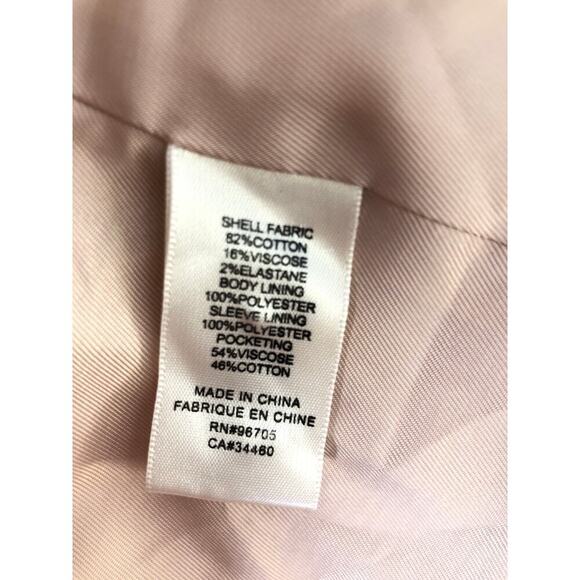 SHELL FABRIC
82%COTTON
16%VISCOSE
2%ELASTANE
BODY LINING
100%POLYESTER
SLEEVE LINING
100%POLYESTER
POCKETING
54%VISCOSE
46%COTTON
MADE IN CHINA
FABRIQUE EN CHINE
RN#96705
CA#34460